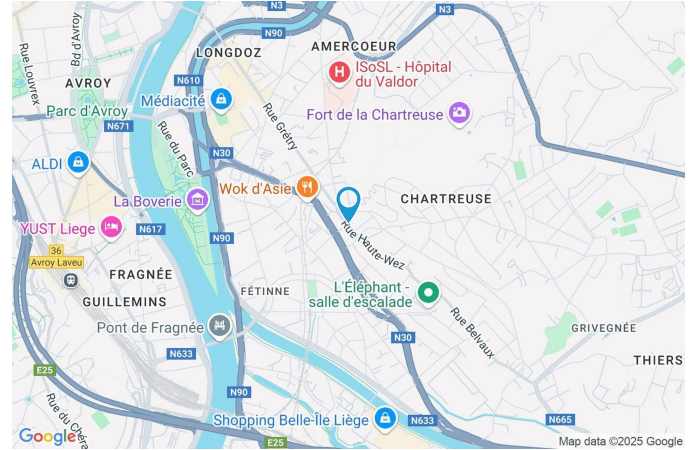 N3
N3
N90
LONGDOZ
AMERCOEUR
Rue Louvrex
Bd d'Avroy
ISoSL - Hôpital
du Valdor
AVROY
N610
Médiacité
Parc d'Avroy
Fort de la Chartreuse
N671
Rue Grétry
Rue du Parc
N30
ALDI
Wok d'Asie
La Boverie
CHARTREUSE
YUST Liege
N617
N90
Rue Haute-Wez
36
Avroy Laveu
FRAGNÉE
FÉTINNE
L'Éléphant -
salle d'escalade
GUILLEMINS
Pont de Fragnée
Rue Belvaux
GRIVEGNÉE
N30
N633
THIERS
E25
N90
Rue du Chéra
Shopping Belle-Île Liège
N633
N665
E25
Google
Map data ©2025 Google